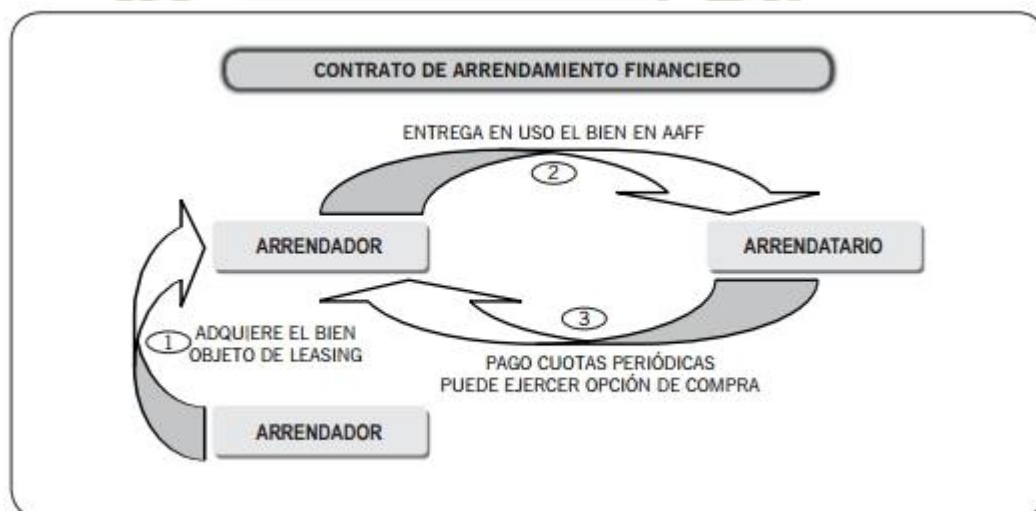 CONTRATO DE ARRENDAMIENTO FINANCIERO
ENTREGA EN USO EL BIEN EN AAFF
2
ARRENDADOR
ARRENDATARIO
1
ADQUIERE EL BIEN
OBJETO DE LEASING
3
PAGO CUOTAS PERIÓDICAS
PUEDE EJERCER OPCIÓN DE COMPRA
ARRENDADOR